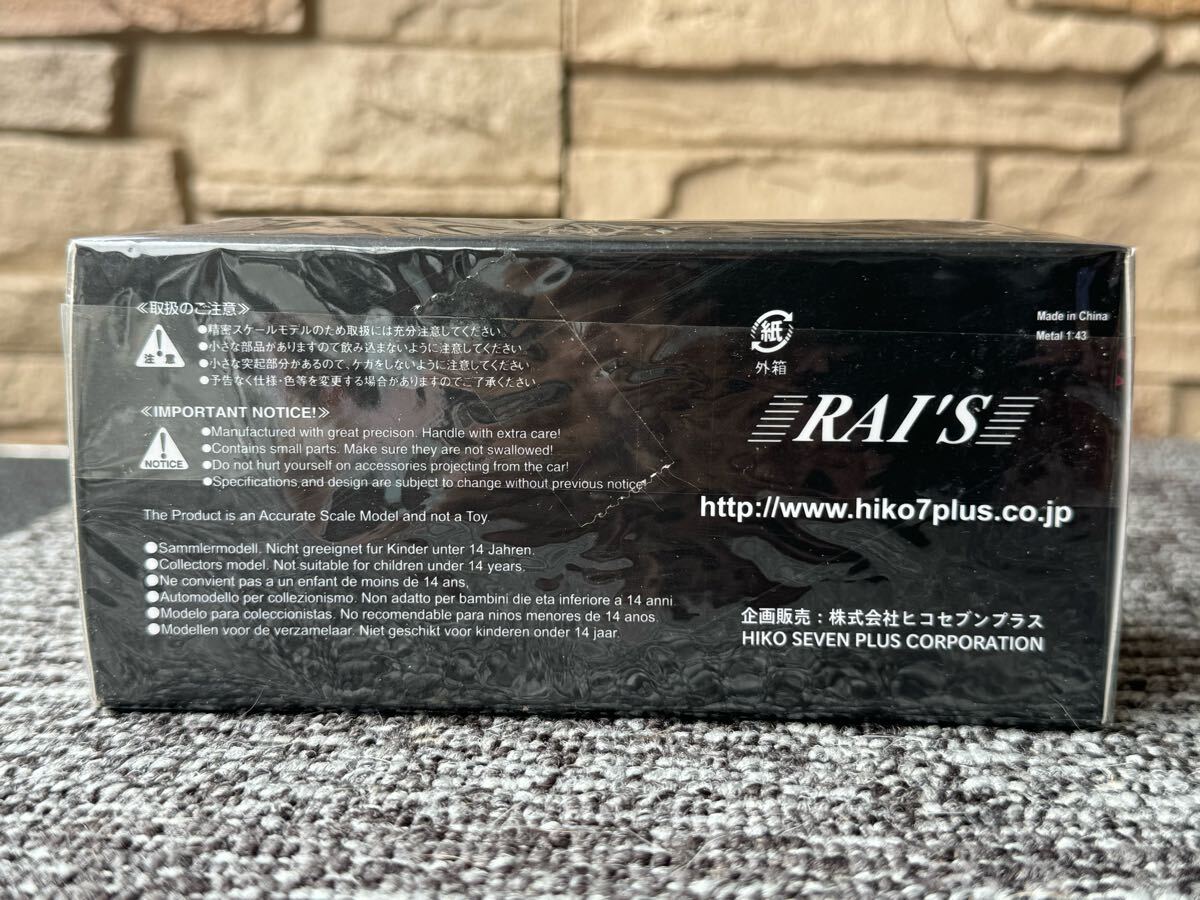 ≪取扱のご注意≫
注・意
●精密スケールモデルのため取扱には充分注意してください。
●小さな部品がありますので飲み込まないように注意してください。
●小さな突起部分があるので、ケガをしないように注意してください。
●予告なく仕様・色等を変更する場合がありますのでご了承ください。
≪IMPORTANT NOTICE!≫
NOTICE
●Manufactured with great precison. Handle with extra care!
●Contains small parts. Make sure they are not swallowed!
●Do not hurt yourself on accessories projecting from the car!
●Specifications and design are subject to change without previous notice.
The Product is an Accurate Scale Model and not a Toy.
●Sammlermodell. Nicht geeignet fur Kinder unter 14 Jahren.
●Collectors model. Not suitable for children under 14 years.
●Ne convient pas a un enfant de moins de 14 ans,
●Automodello per collezionismo. Non adatto per bambini die eta inferiore a 14 anni.
●Modelo para coleccionistas. No recomendable para ninos menores de 14 anos.
●Modellen voor de verzamelaar. Niet geschikt voor kinderen onder 14 jaar.
紙
外箱
Made in China
Metal 1:43
RAI'S
http://www.hiko7plus.co.jp
企画販売：株式会社ヒコセブンプラス
HIKO SEVEN PLUS CORPORATION